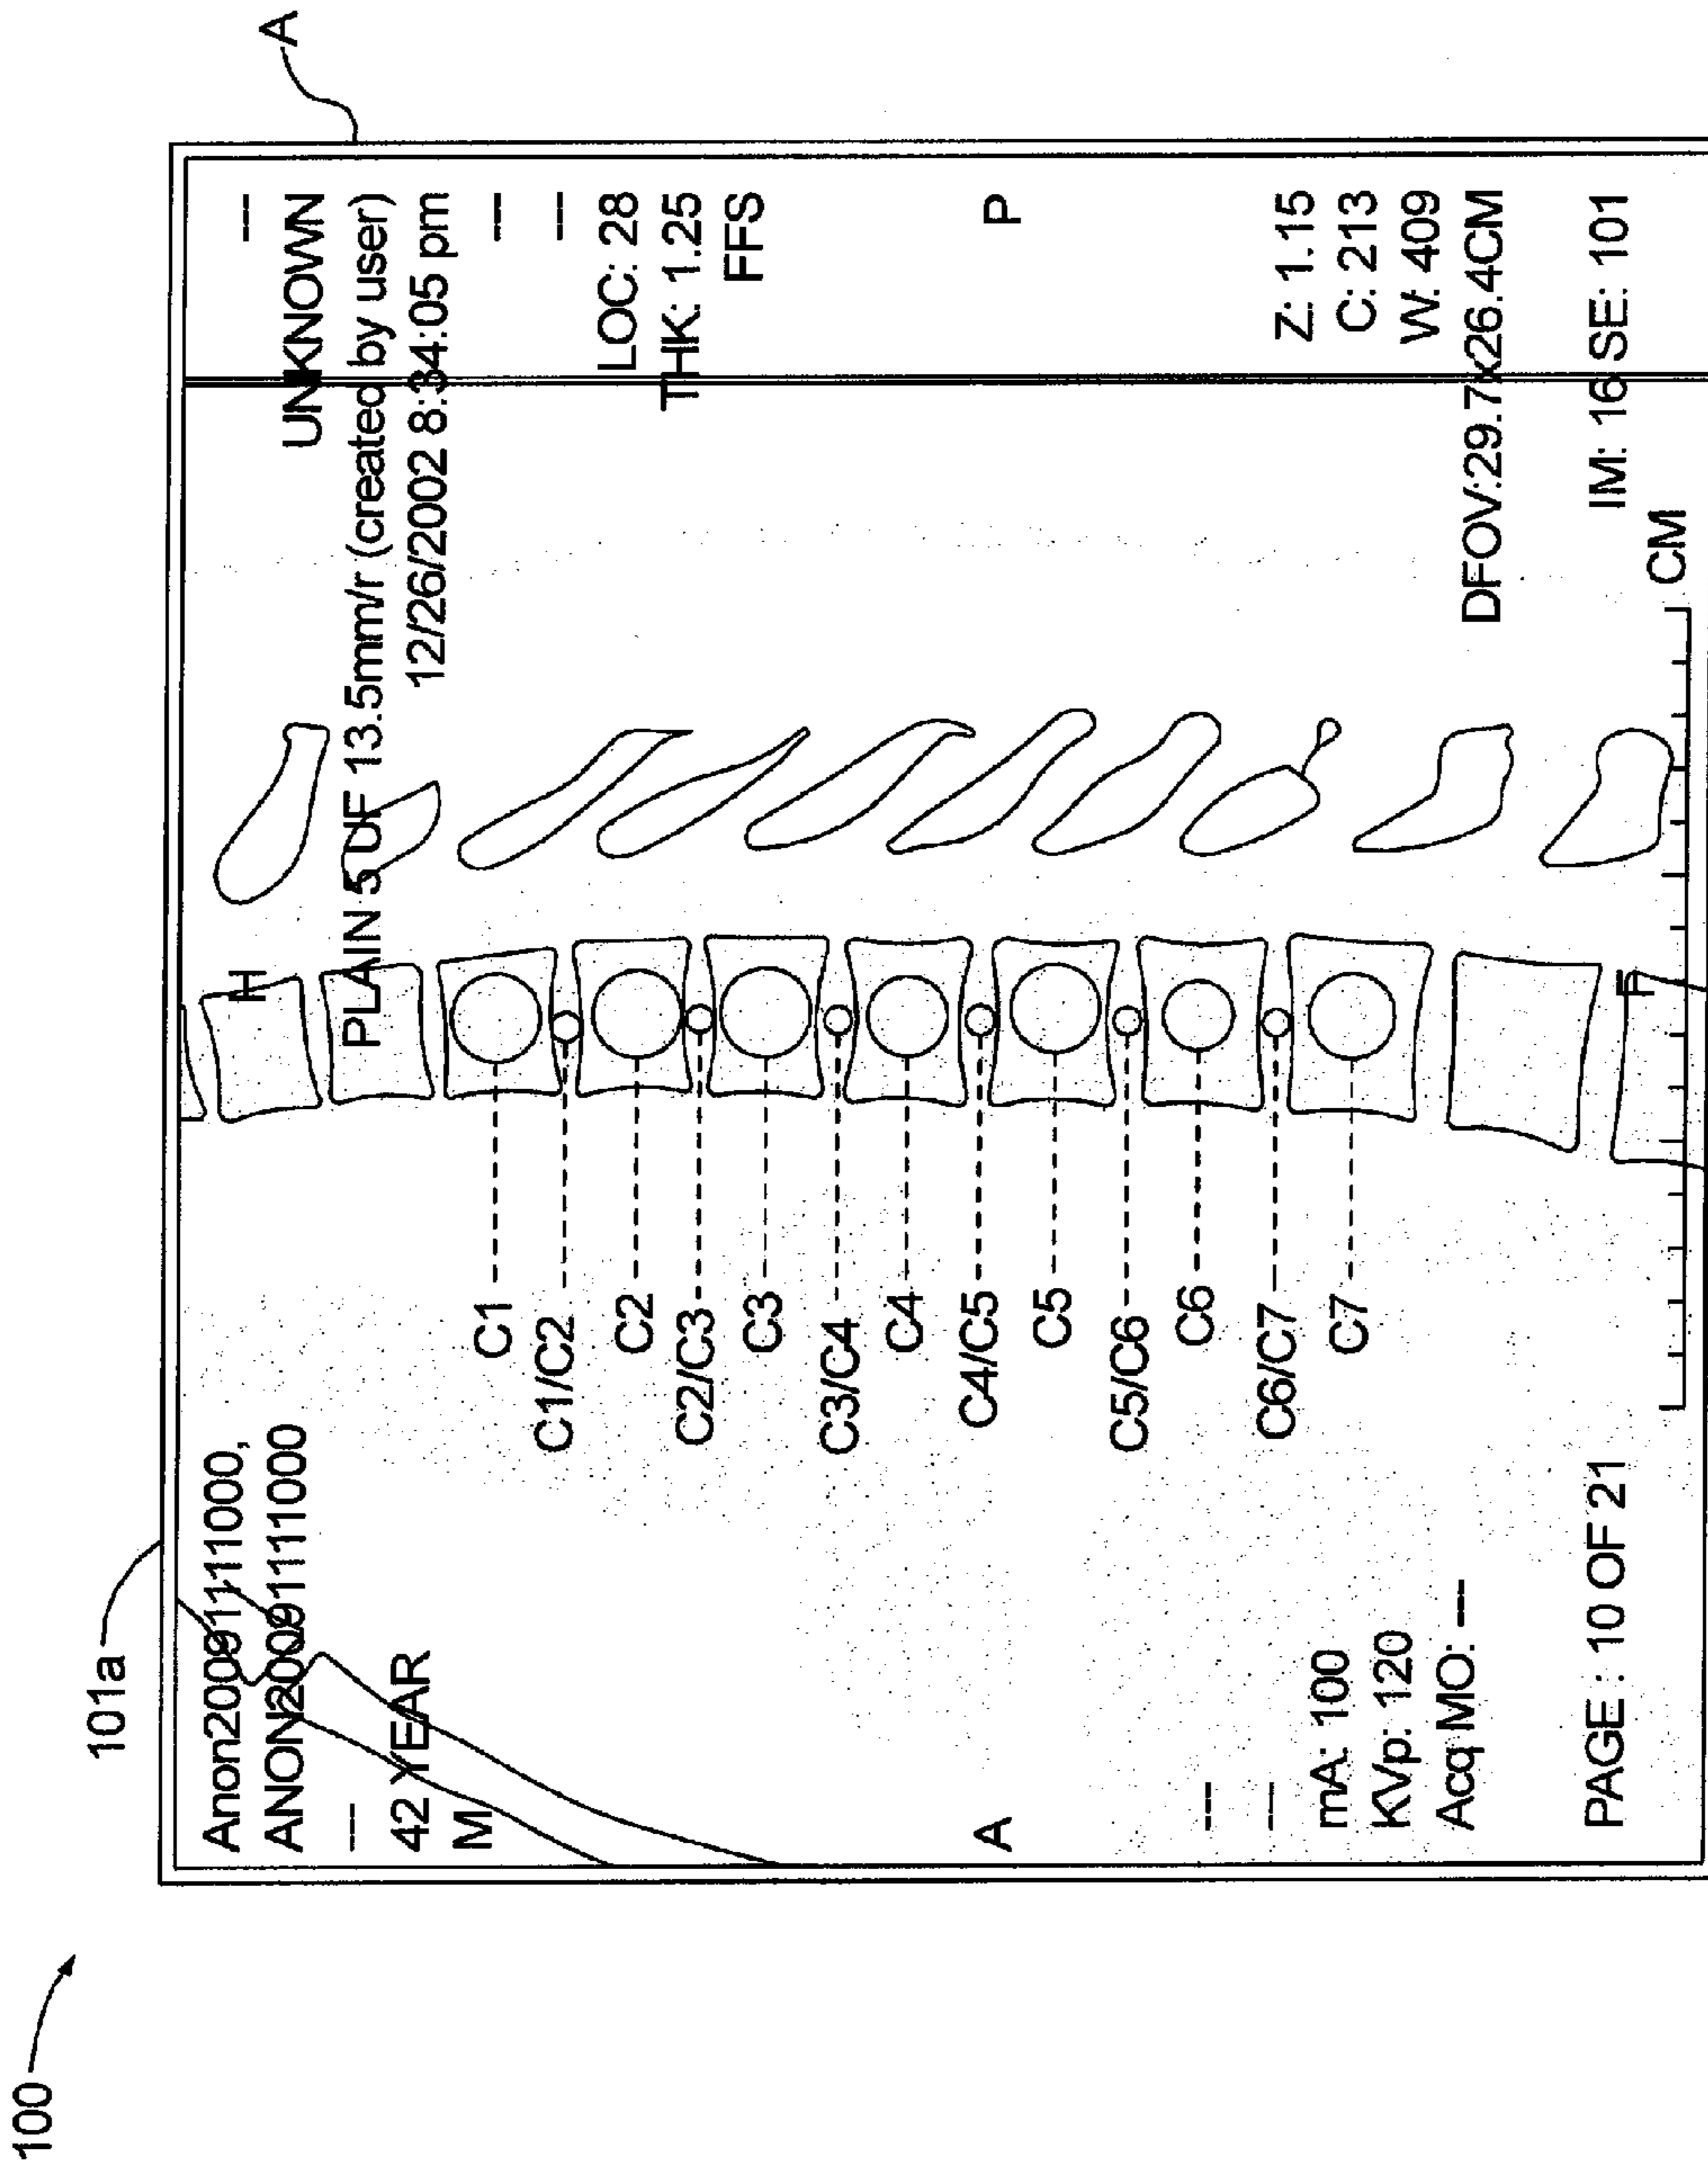 100
101a
A
Anon20091111000,
ANON20091111000
---
42 YEAR
M
---
UNKNOWN
PLAIN 5 UF 13.5mm/r (created by user)
12/26/2002 8:34:05 pm
---
---
LOC: 28
THK: 1.25
FFS
H
C1
C1/C2
C2
C2/C3
C3
C3/C4
C4
C4/C5
C5
C5/C6
C6
C6/C7
C7
A
P
---
---
mA: 100
KVp: 120
Acq MO: ---
PAGE : 10 OF 21
Z: 1.15
C: 213
W: 409
DFOV:29.7x26.4CM
IM: 16 SE: 101
F
CM